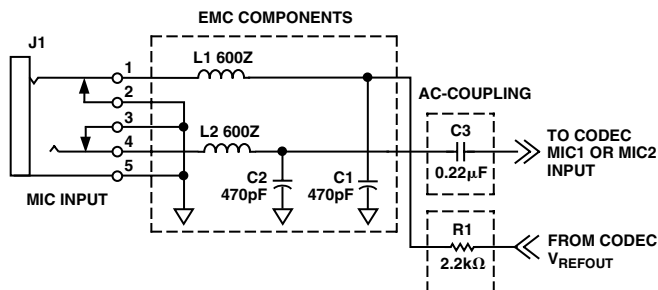 EMC COMPONENTS
J1
1
L1 600Z
2
AC-COUPLING
3
L2 600Z
C3
TO CODEC
MIC1 OR MIC2
INPUT
4
0.22μF
5
C2
470pF
C1
470pF
MIC INPUT
R1
2.2kΩ
FROM CODEC
VREFOUT